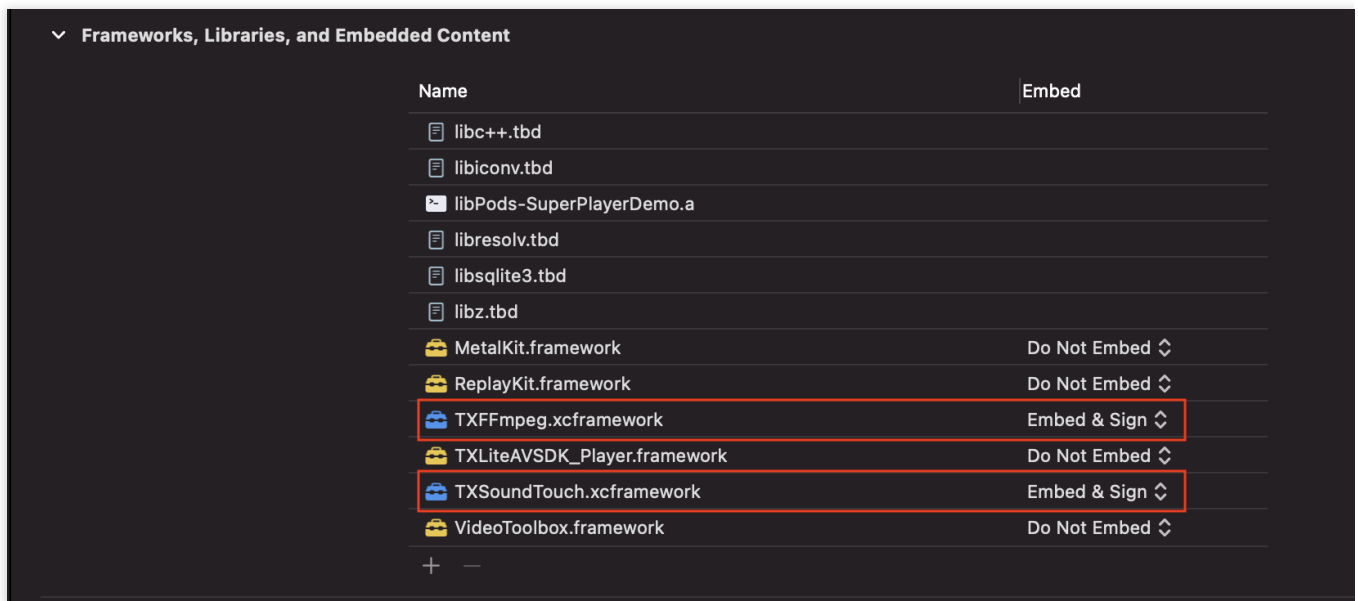 Frameworks, Libraries, and Embedded Content
Name Embed
libc++.tbd
libiconv.tbd
libPods-SuperPlayerDemo.a
libresolv.tbd
libsqlite3.tbd
libz.tbd
MetalKit.framework Do Not Embed
ReplayKit.framework Do Not Embed
TXFFmpeg.xcframework Embed & Sign
TXLiteAVSDK_Player.framework Do Not Embed
TXSoundTouch.xcframework Embed & Sign
VideoToolbox.framework Do Not Embed